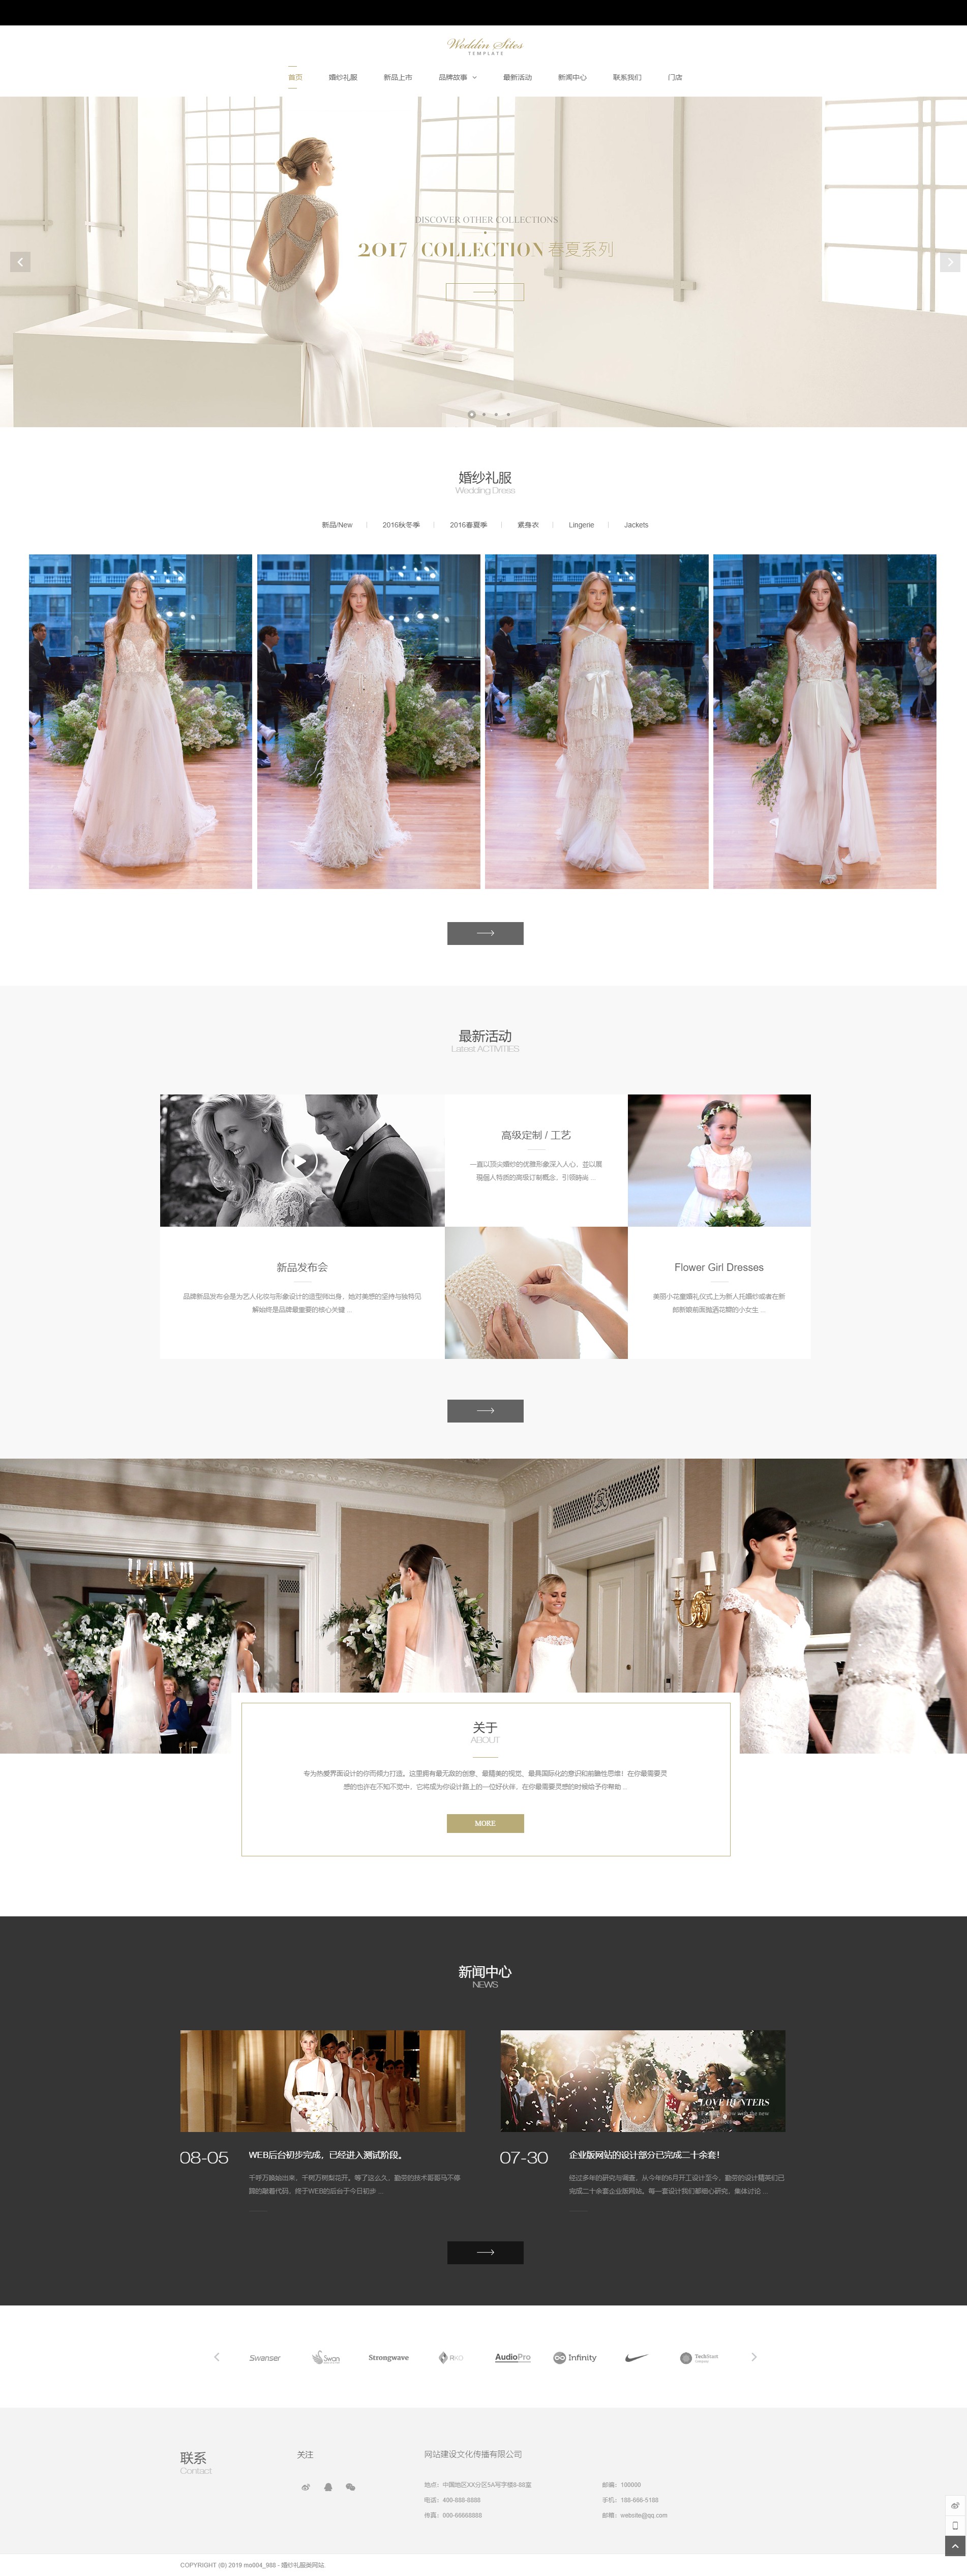 Weddin Sites
TEMPLATE
首页 婚纱礼服 新品上市 品牌故事 最新活动 新闻中心 联系我们 门店
DISCOVER OTHER COLLECTIONS
2017 COLLECTION 春夏系列
婚纱礼服
Wedding Dress
新品/New 2016秋冬季 2016春夏季 紧身衣 Lingerie Jackets
最新活动
Latest ACTIVITIES
高级定制 / 工艺
一直以顶尖婚纱的优雅形象深入人心，並以展
现個人特质的高级订制概念，引领時尚 ...
新品发布会
品牌新品发布会是为艺人化妆与形象设计的造型师出身，她对美感的坚持与独特见
解始终是品牌最重要的核心关键 ...
Flower Girl Dresses
美丽小花童婚礼仪式上为新人托婚纱或者在新
郎新娘前面抛洒花瓣的小女生 ...
关于
ABOUT
专为热爱界面设计的你而倾力打造。这里拥有最无敌的创意、最精美的视觉、最具国际化的意识和前瞻性思维！在你最需要灵
感的也许在不知不觉中，它将成为你设计路上的一位好伙伴，在你最需要灵感的时候给予你帮助 ...
MORE
新闻中心
NEWS
LOVE HUNTERS
08-05
WEB后台初步完成，已经进入测试阶段。
千呼万唤始出来，千树万树梨花开。等了这么久，勤劳的技术哥哥马不停
蹄的敲着代码，终于WEB的后台于今日初步 ...
07-30
企业版网站的设计部分已完成二十余套！
经过多年的研究与调查，从今年的5月开工设计至今，勤劳的设计精英们已
完成二十余套企业版网站。每一套设计我们都细心研究，集体讨论 ...
Swanser Swan Strongwave RKD AudioPro Infinity TechStart
联系
Contact
关注
网站建设文化传播有限公司
地点：中国地区XX分区5A写字楼8-88室
电话：400-888-8888
传真：000-66668888
邮编：100000
手机：188-666-5188
邮箱：website@qq.com
COPYRIGHT (©) 2019 mo004_988 - 婚纱礼服类网站